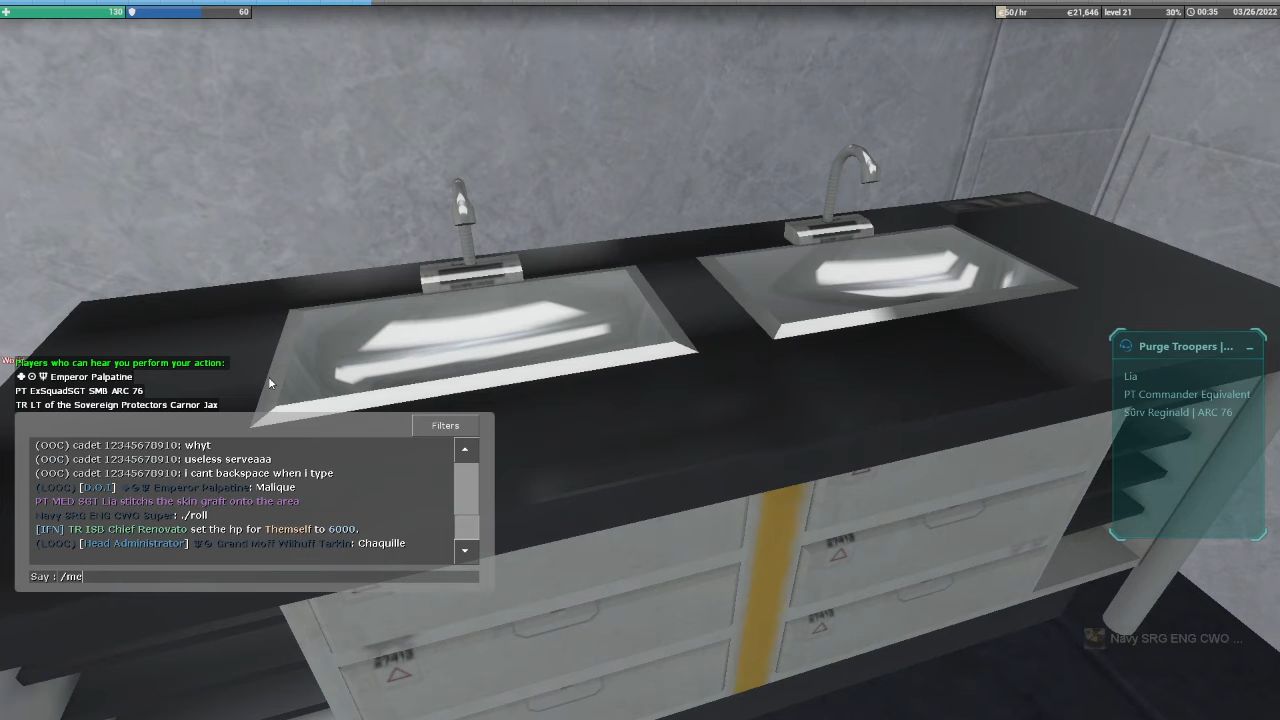 130
60
€50/hr
€21,646
level 21
30%
00:35
03/26/2022
Players who can hear you perform your action:
Emperor Palpatine
PT ExSquadSGT SMB ARC 76
TR LT of the Sovereign Protectors Carnor Jax
Filters
(OOC) cadet 12345678910: whyt
(OOC) cadet 12345678910: useless serveaaa
(OOC) cadet 12345678910: i cant backspace when i type
(LOOC) [D.O.I] Emperor Palpatine: Malique
PT MED SGT Lia stitchs the skin graft onto the area
Navy SRG ENG CWO Super: ./roll
[IFN] TR ISB Chief Renovato set the hp for Themself to 6000.
(LOOC) [Head Administrator] Grand Moff Wilhuff Tarkin: Chaquille
Say : /me
Purge Troopers |...
Lia
PT Commander Equivalent
Sûrv Reginald | ARC 76
27413
27413
27413
Navy SRG ENG CWO ...